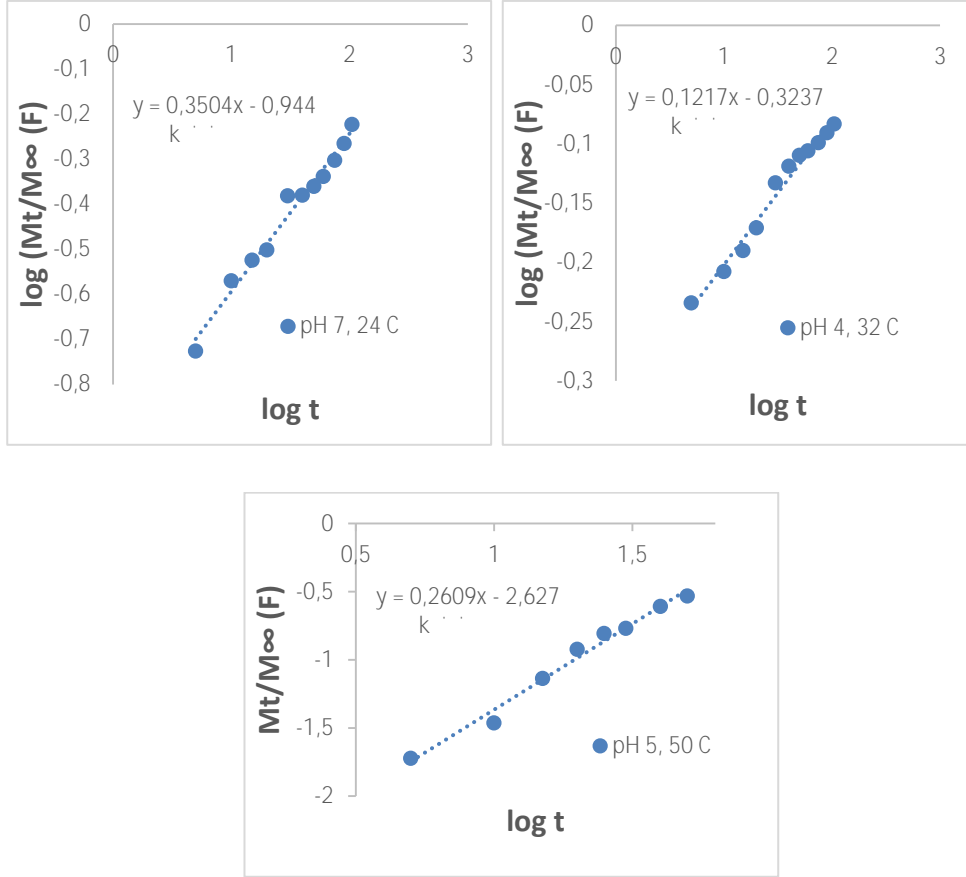 0
0
1
2
3
-0,1
-0,2
-0,3
-0,4
-0,5
-0,6
-0,7
-0,8
y = 0,3504x - 0,944
k
pH 7, 24 C
log (Mt/M∞ (F)
log t
0
0
1
2
3
-0,05
-0,1
-0,15
-0,2
-0,25
-0,3
y = 0,1217x - 0,3237
k
pH 4, 32 C
log (Mt/M∞ (F)
log t
0
0,5
1
1,5
-0,5
-1
-1,5
-2
y = 0,2609x - 2,627
k
pH 5, 50 C
Mt/M∞ (F)
log t